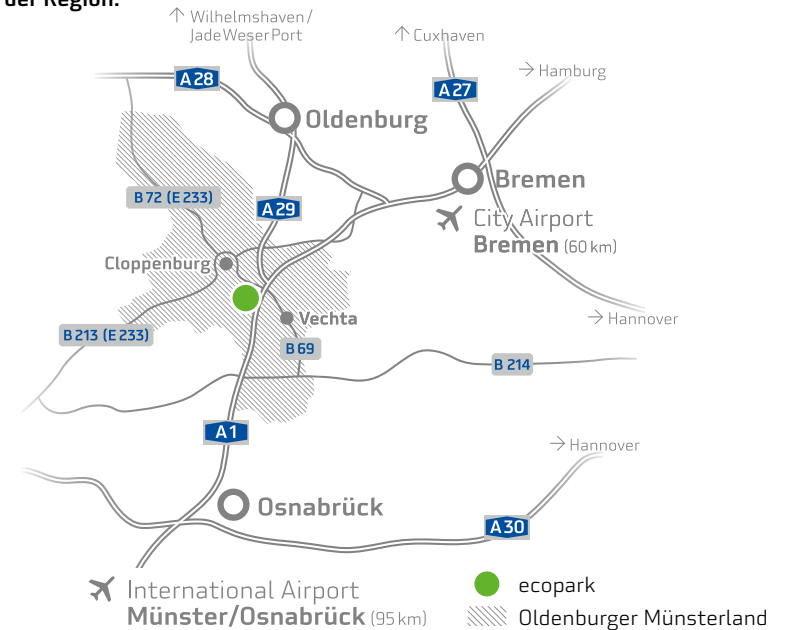 der Region.
↑ Wilhelmshaven/
JadeWeserPort
↑ Cuxhaven
→ Hamburg
A 28
A 27
Oldenburg
Bremen
B 72 (E 233)
A 29
City Airport
Bremen (60 km)
Cloppenburg
Vechta
→ Hannover
B 213 (E 233)
B 69
B 214
A 1
→ Hannover
Osnabrück
A 30
International Airport
Münster/Osnabrück (95 km)
ecopark
Oldenburger Münsterland